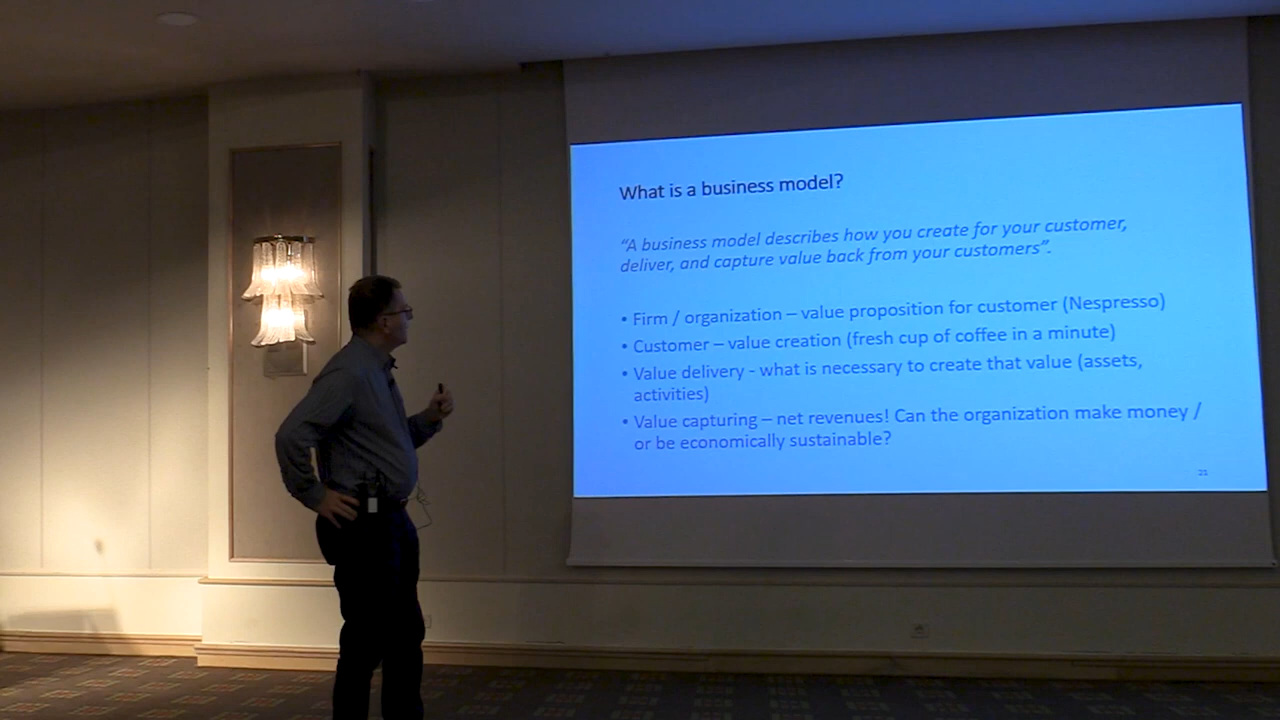 What is a business model?
“A business model describes how you create for your customer,
deliver, and capture value back from your customers”.
• Firm / organization – value proposition for customer (Nespresso)
• Customer – value creation (fresh cup of coffee in a minute)
• Value delivery - what is necessary to create that value (assets,
activities)
• Value capturing – net revenues! Can the organization make money /
or be economically sustainable?
21